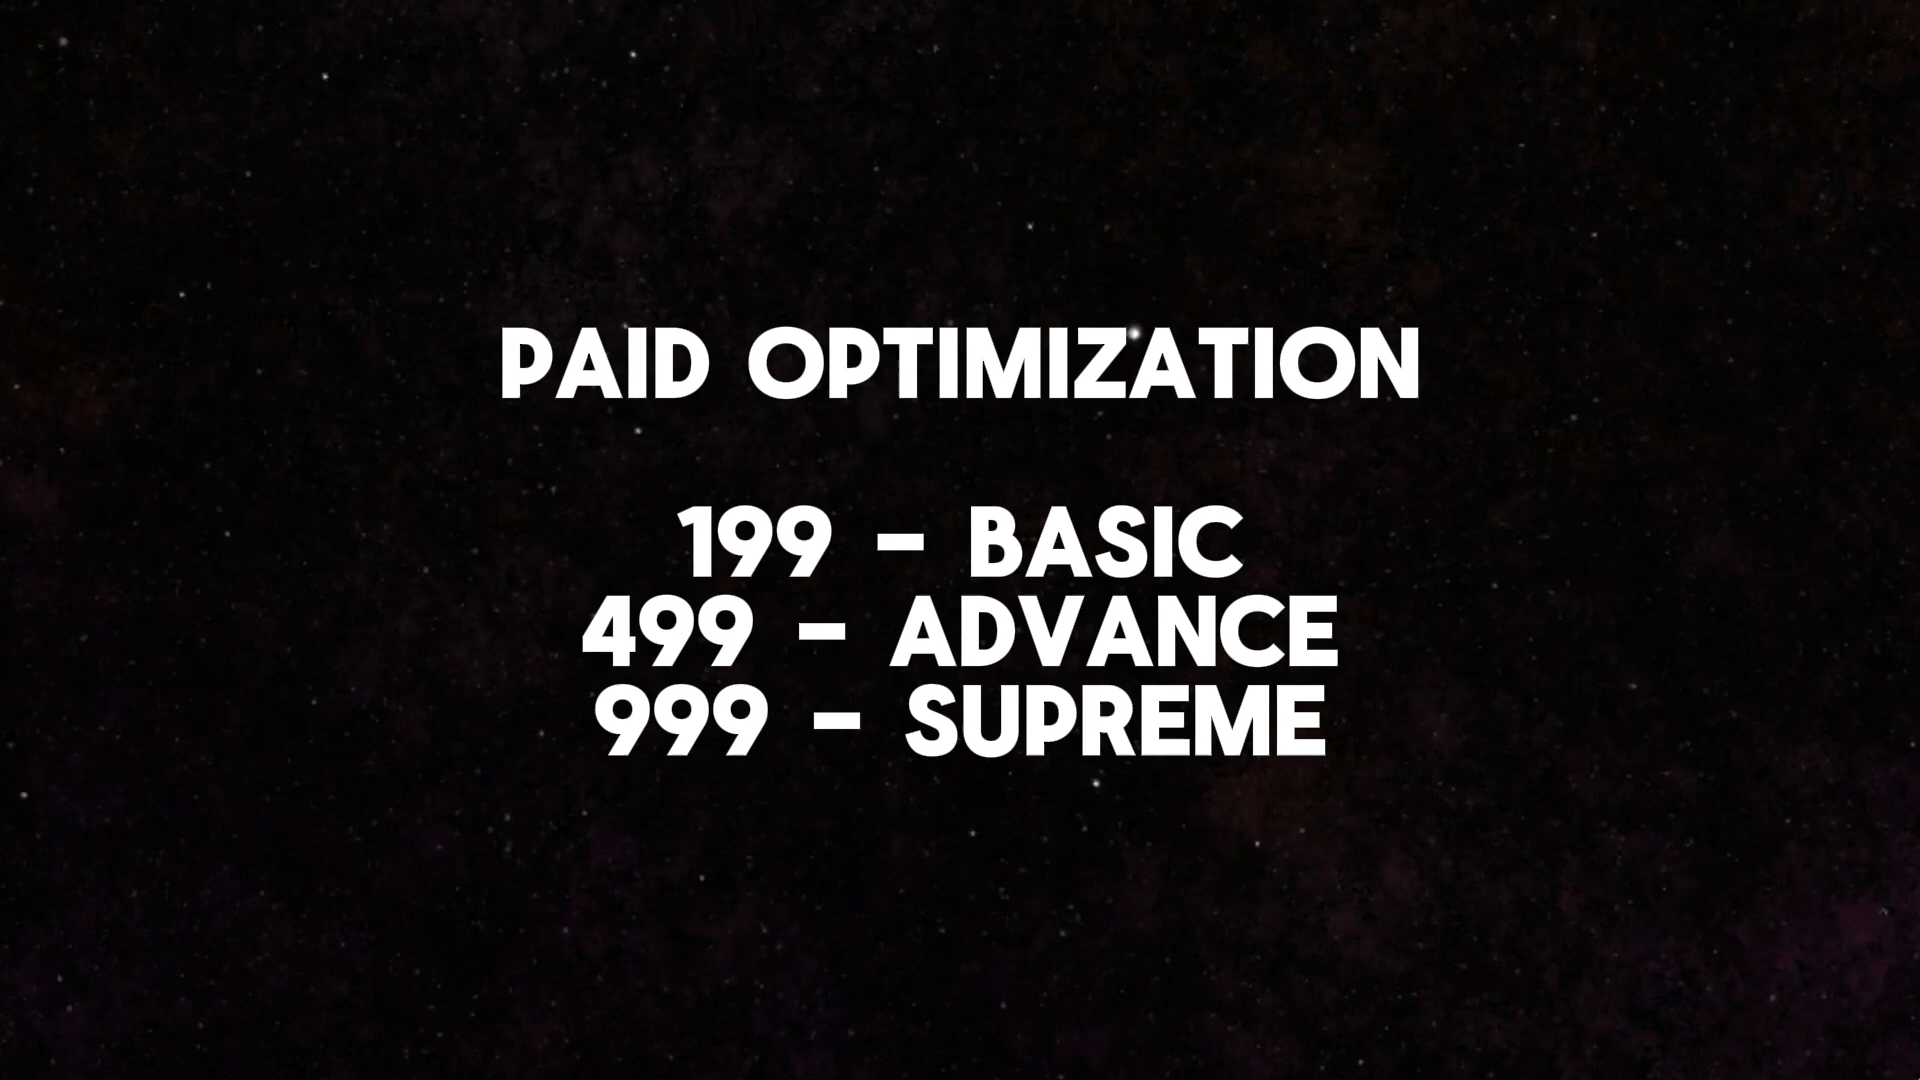 PAID OPTIMIZATION
199 - BASIC
499 - ADVANCE
999 - SUPREME